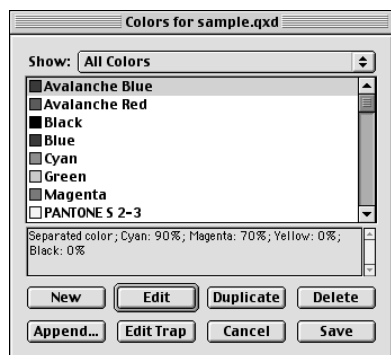 Colors for sample.qxd
Show: All Colors
Avalanche Blue
Avalanche Red
Black
Blue
Cyan
Green
Magenta
PANTONE S 2-3
Separated color; Cyan: 90%; Magenta: 70%; Yellow: 0%;
Black: 0%
New Edit Duplicate Delete
Append... Edit Trap Cancel Save